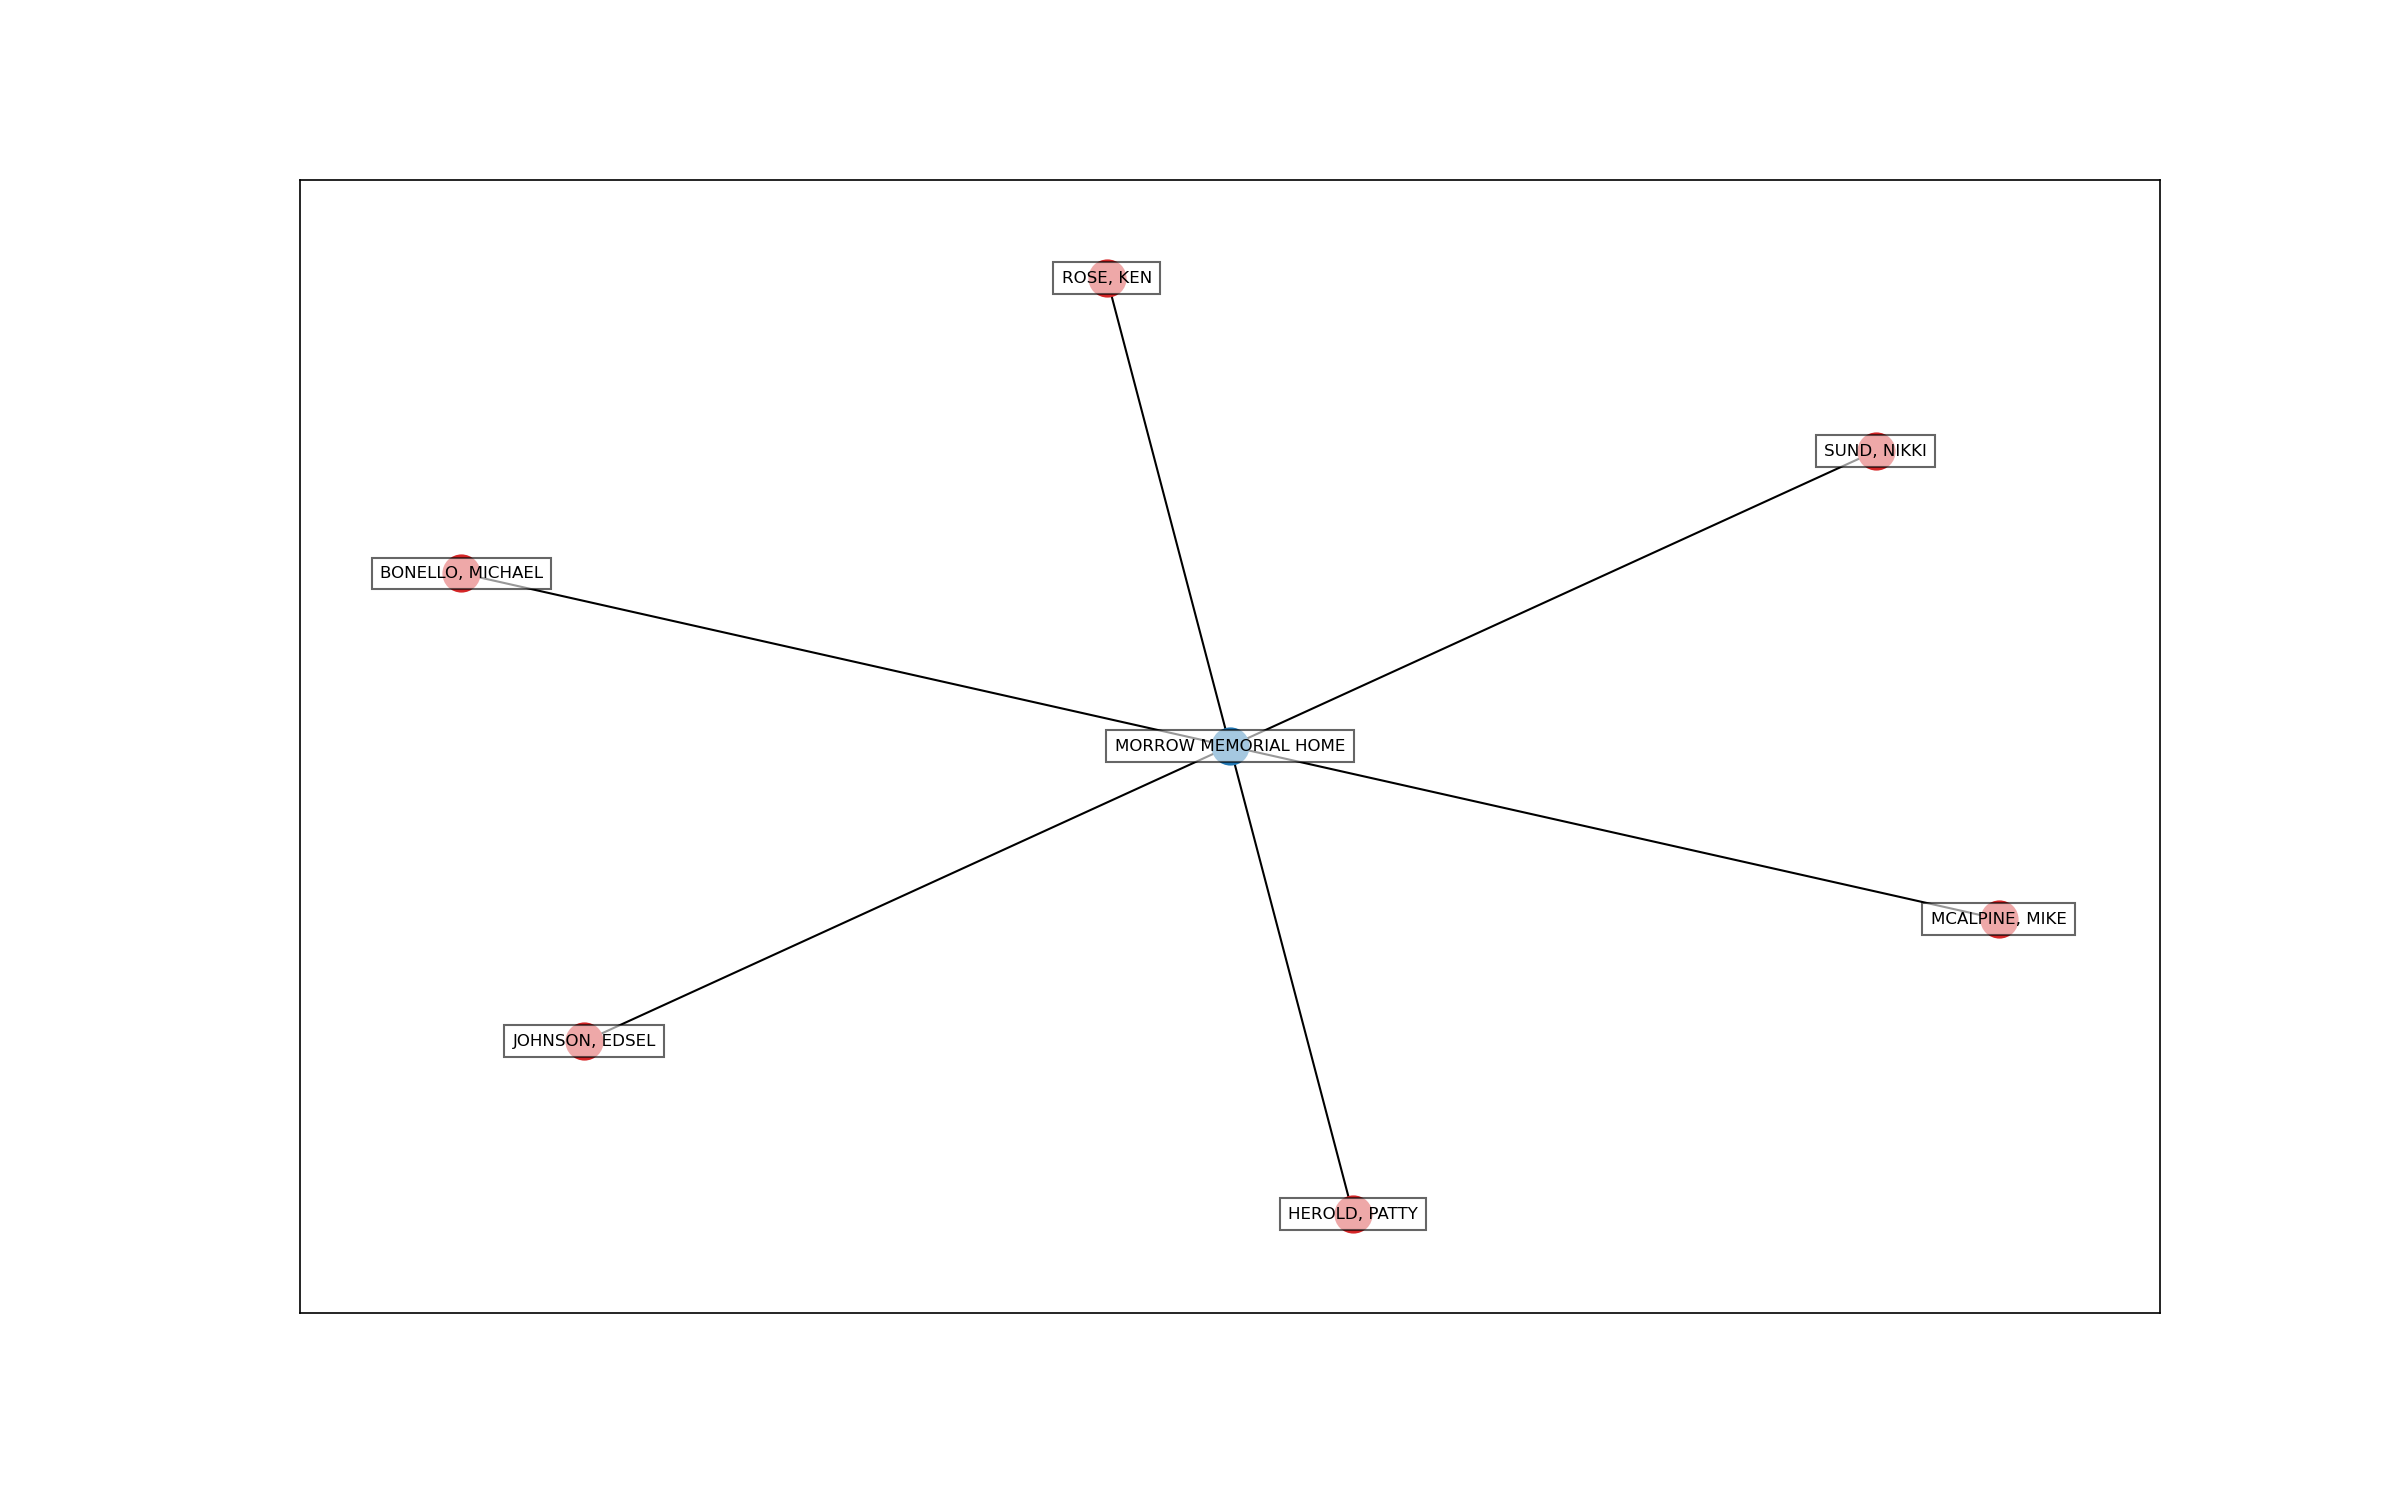 ROSE, KEN
SUND, NIKKI
BONELLO, MICHAEL
MORROW MEMORIAL HOME
MCALPINE, MIKE
JOHNSON, EDSEL
HEROLD, PATTY